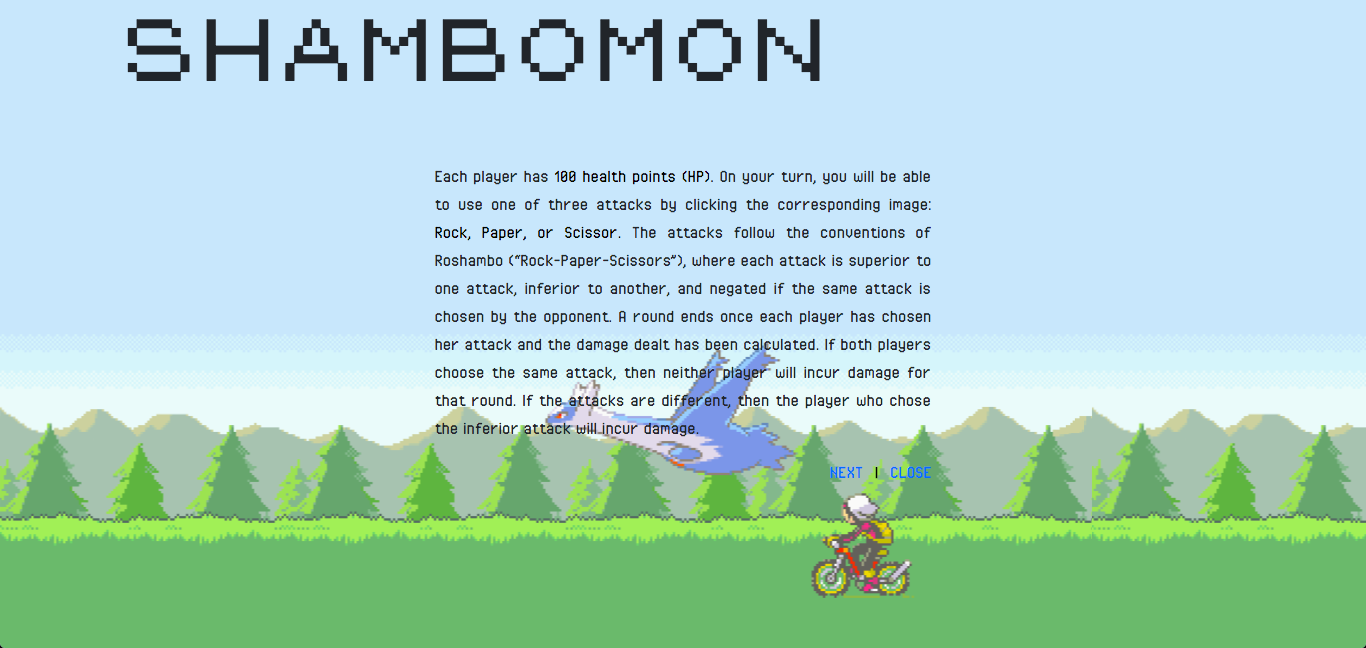 SHAMBOMON
Each player has 100 health points (HP). On your turn, you will be able
to use one of three attacks by clicking the corresponding image:
Rock, Paper, or Scissor. The attacks follow the conventions of
Roshambo ("Rock-Paper-Scissors"), where each attack is superior to
one attack, inferior to another, and negated if the same attack is
chosen by the opponent. A round ends once each player has chosen
her attack and the damage dealt has been calculated. If both players
choose the same attack, then neither player will incur damage for
that round. If the attacks are different, then the player who chose
the inferior attack will incur damage.
NEXT | CLOSE